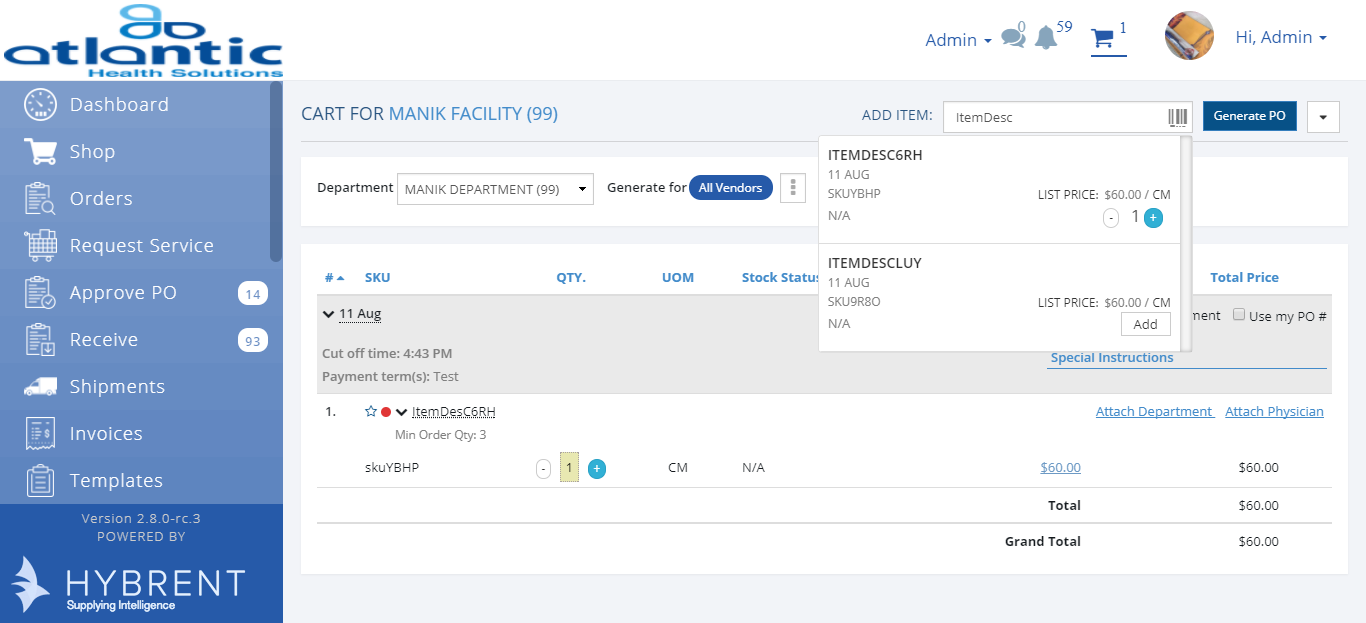 atlantic
Health Solutions
Admin
0
59
1
Hi, Admin
Dashboard
Shop
Orders
Request Service
Approve PO 14
Receive 93
Shipments
Invoices
Templates
Version 2.8.0-rc.3
POWERED BY
HYBRENT
Supplying Intelligence
CART FOR MANIK FACILITY (99)
ADD ITEM: ItemDesc Generate PO
ITEMDESC6RH
11 AUG
SKUYBHP LIST PRICE: $60.00 / CM
N/A - 1 +
ITEMDESCLUY
11 AUG
SKU9R8O LIST PRICE: $60.00 / CM
N/A Add
Department MANIK DEPARTMENT (99) Generate for All Vendors
# SKU QTY. UOM Stock Status Total Price
11 Aug ment Use my PO #
Cut off time: 4:43 PM
Special Instructions
Payment term(s): Test
1. ItemDesC6RH Attach Department Attach Physician
Min Order Qty: 3
skuYBHP - 1 + CM N/A $60.00 $60.00
Total $60.00
Grand Total $60.00